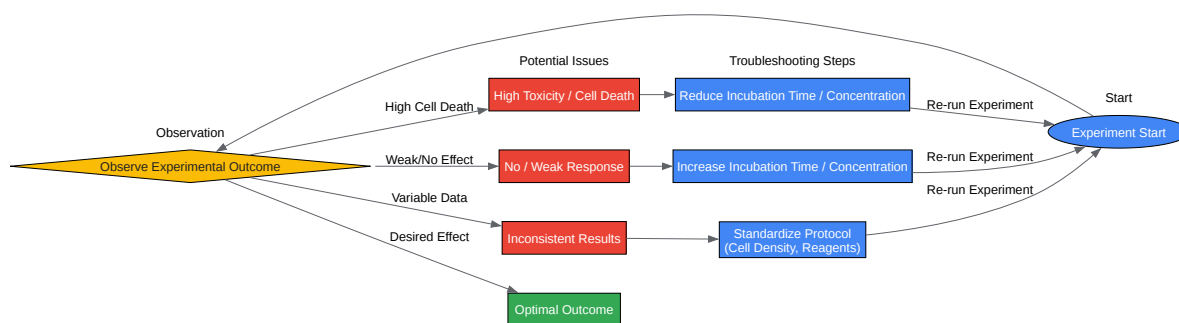 Potential Issues
Troubleshooting Steps
High Cell Death
High Toxicity / Cell Death
Reduce Incubation Time / Concentration
Re-run Experiment
Start
Observation
Experiment Start
Observe Experimental Outcome
Weak/No Effect
No / Weak Response
Increase Incubation Time / Concentration
Re-run Experiment
Variable Data
Re-run Experiment
Desired Effect
Inconsistent Results
Standardize Protocol
(Cell Density, Reagents)
Optimal Outcome